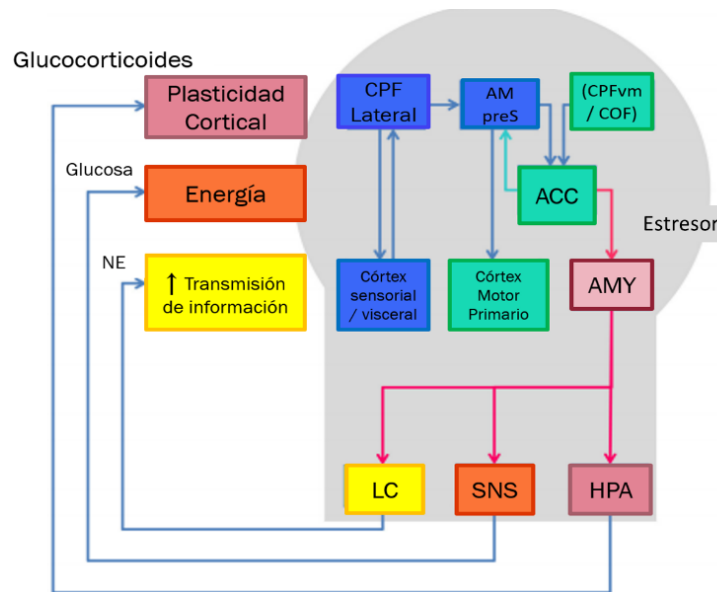 Glucocorticoides
Plasticidad
Cortical
CPF
Lateral
AM
preS
(CPFvm
/ COF)
Glucosa
Energía
ACC
Estresor
NE
↑ Transmisión
de información
Córtex
sensorial
/ visceral
Córtex
Motor
Primario
AMY
LC
SNS
HPA